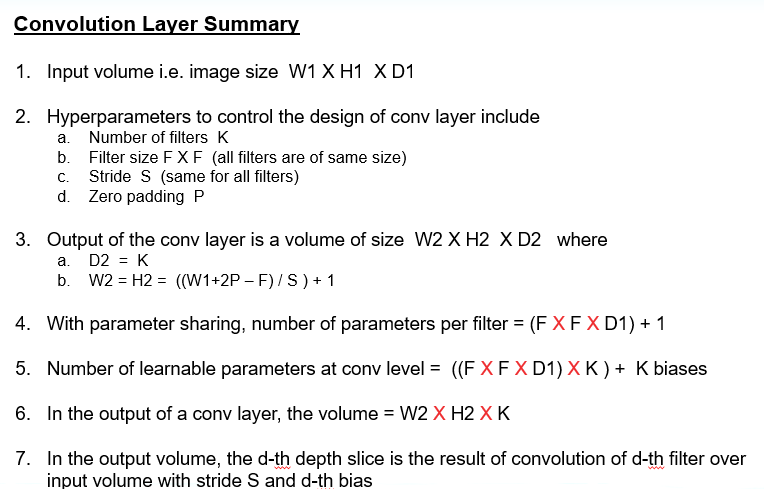 Convolution Layer Summary
1. Input volume i.e. image size W1 X H1 X D1
2. Hyperparameters to control the design of conv layer include
a. Number of filters K
b. Filter size F X F (all filters are of same size)
c. Stride S (same for all filters)
d. Zero padding P
3. Output of the conv layer is a volume of size W2 X H2 X D2 where
a. D2 = K
b. W2 = H2 = ((W1+2P – F) / S ) + 1
4. With parameter sharing, number of parameters per filter = (F X F X D1) + 1
5. Number of learnable parameters at conv level = ((F X F X D1) X K ) + K biases
6. In the output of a conv layer, the volume = W2 X H2 X K
7. In the output volume, the d-th depth slice is the result of convolution of d-th filter over
input volume with stride S and d-th bias